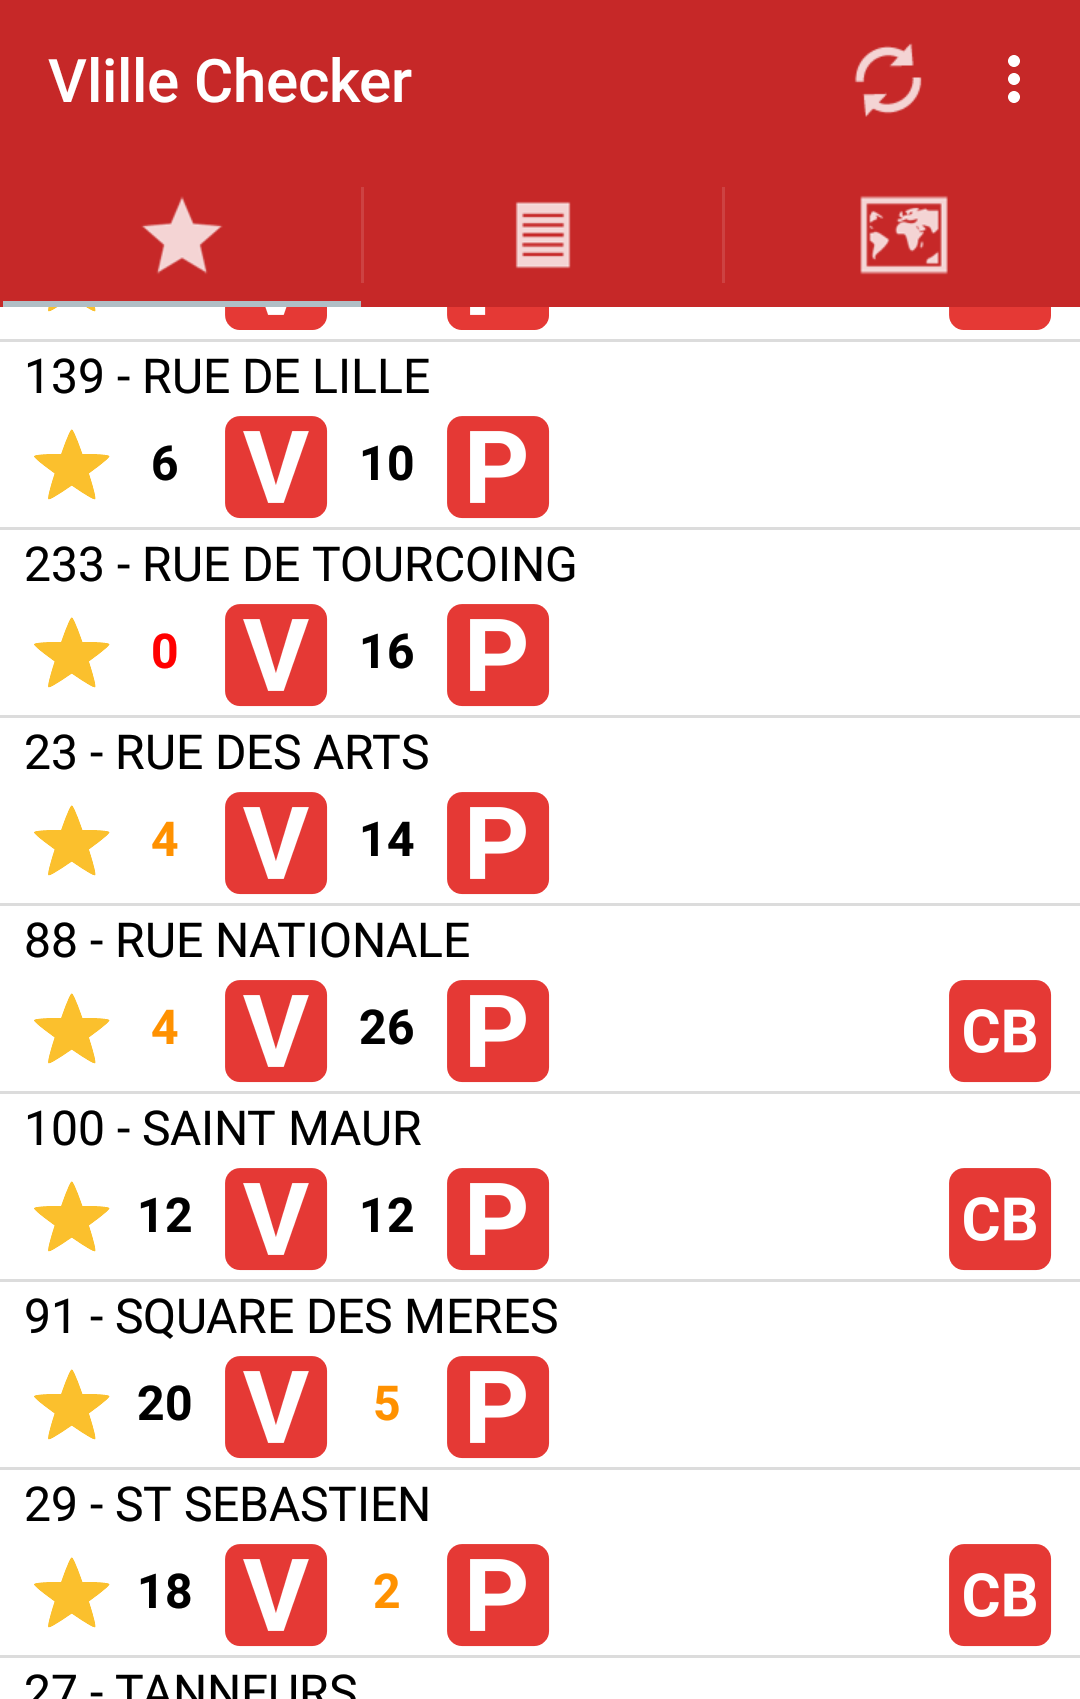 Vlille Checker
139 - RUE DE LILLE
6 V 10 P
233 - RUE DE TOURCOING
0 V 16 P
23 - RUE DES ARTS
4 V 14 P
88 - RUE NATIONALE
4 V 26 P CB
100 - SAINT MAUR
12 V 12 P CB
91 - SQUARE DES MERES
20 V 5 P
29 - ST SEBASTIEN
18 V 2 P CB
27 - TANNEURS